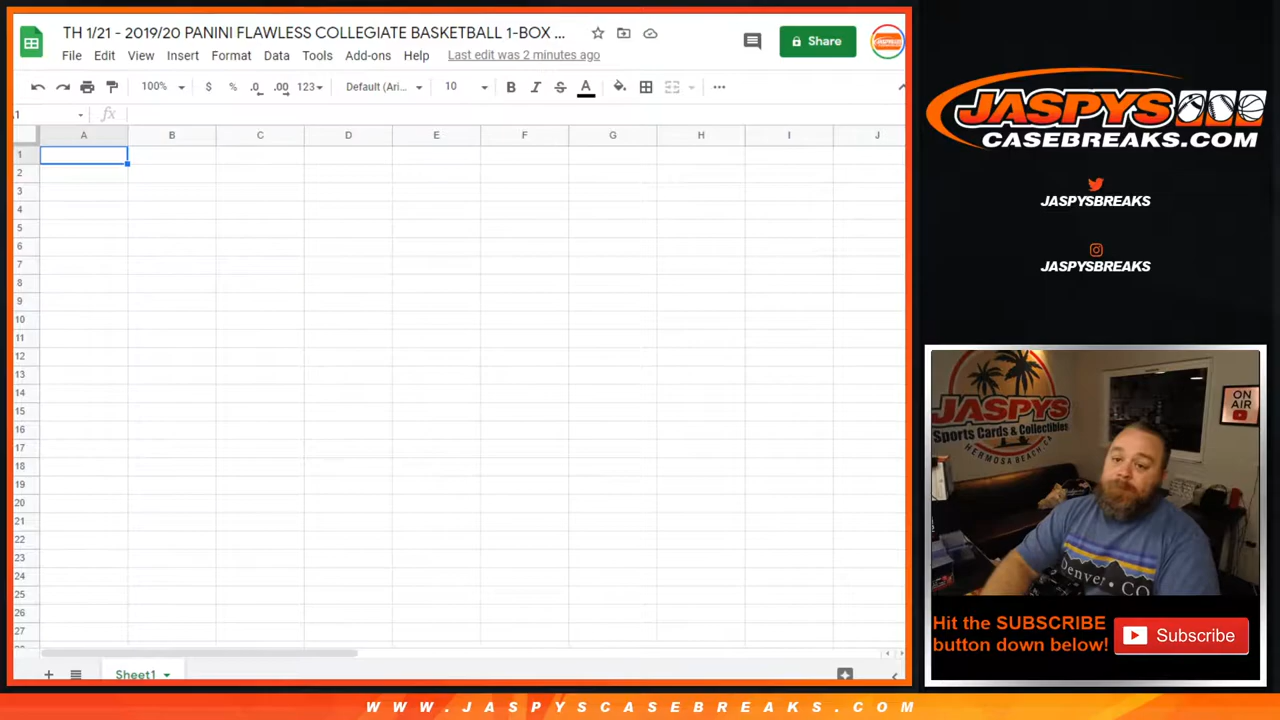 TH 1/21 - 2019/20 PANINI FLAWLESS COLLEGIATE BASKETBALL 1-BOX ...
File Edit View Insert Format Data Tools Add-ons Help Last edit was 2 minutes ago
Share
100% $ % .0 .00 123 Default (Ari... 10 B I S A ...
fx
A B C D E F G H I J
1
2
3
4
5
6
7
8
9
10
11
12
13
14
15
16
17
18
19
20
21
22
23
24
25
26
27
Sheet1
JASPYS
CASEBREAKS.COM
JASPYSBREAKS
JASPYSBREAKS
JASPYS
Sports Cards & Collectibles
HERMOSA BEACH, CA
ON
AIR
Denver • CO
Hit the SUBSCRIBE
button down below!
Subscribe
WWW.JASPYSCASEBREAKS.COM